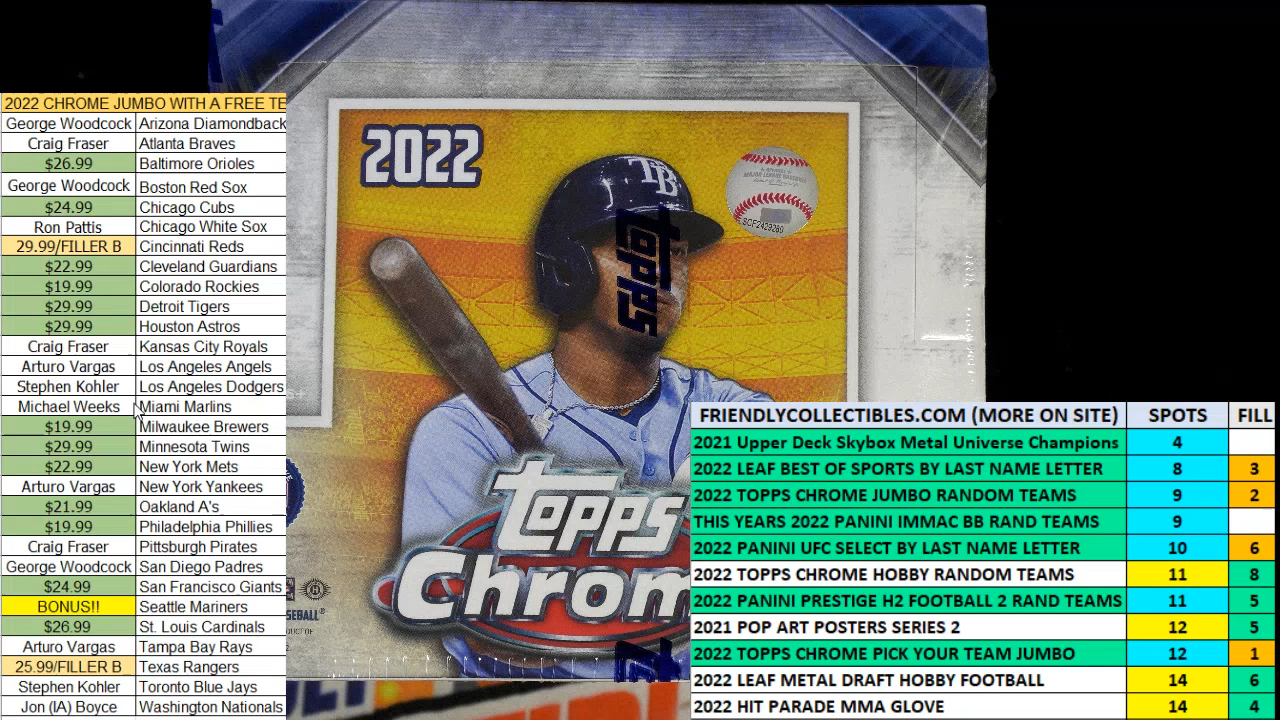 2022 CHROME JUMBO WITH A FREE TE
George Woodcock Arizona Diamondback
Craig Fraser Atlanta Braves
$26.99 Baltimore Orioles
George Woodcock Boston Red Sox
$24.99 Chicago Cubs
Ron Pattis Chicago White Sox
29.99/FILLER B Cincinnati Reds
$22.99 Cleveland Guardians
$19.99 Colorado Rockies
$29.99 Detroit Tigers
$29.99 Houston Astros
Craig Fraser Kansas City Royals
Arturo Vargas Los Angeles Angels
Stephen Kohler Los Angeles Dodgers
Michael Weeks Miami Marlins
$19.99 Milwaukee Brewers
$29.99 Minnesota Twins
$22.99 New York Mets
Arturo Vargas New York Yankees
$21.99 Oakland A's
$19.99 Philadelphia Phillies
Craig Fraser Pittsburgh Pirates
George Woodcock San Diego Padres
$24.99 San Francisco Giants
BONUS!! Seattle Mariners
$26.99 St. Louis Cardinals
Arturo Vargas Tampa Bay Rays
25.99/FILLER B Texas Rangers
Stephen Kohler Toronto Blue Jays
Jon (IA) Boyce Washington Nationals
2022
TB
MAJOR LEAGUE BASEBALL
topps
topps
Chrom
EBALL
FRIENDLYCOLLECTIBLES.COM (MORE ON SITE) SPOTS FILL
2021 Upper Deck Skybox Metal Universe Champions 4
2022 LEAF BEST OF SPORTS BY LAST NAME LETTER 8 3
2022 TOPPS CHROME JUMBO RANDOM TEAMS 9 2
THIS YEARS 2022 PANINI IMMAC BB RAND TEAMS 9
2022 PANINI UFC SELECT BY LAST NAME LETTER 10 6
2022 TOPPS CHROME HOBBY RANDOM TEAMS 11 8
2022 PANINI PRESTIGE H2 FOOTBALL 2 RAND TEAMS 11 5
2021 POP ART POSTERS SERIES 2 12 5
2022 TOPPS CHROME PICK YOUR TEAM JUMBO 12 1
2022 LEAF METAL DRAFT HOBBY FOOTBALL 14 6
2022 HIT PARADE MMA GLOVE 14 4